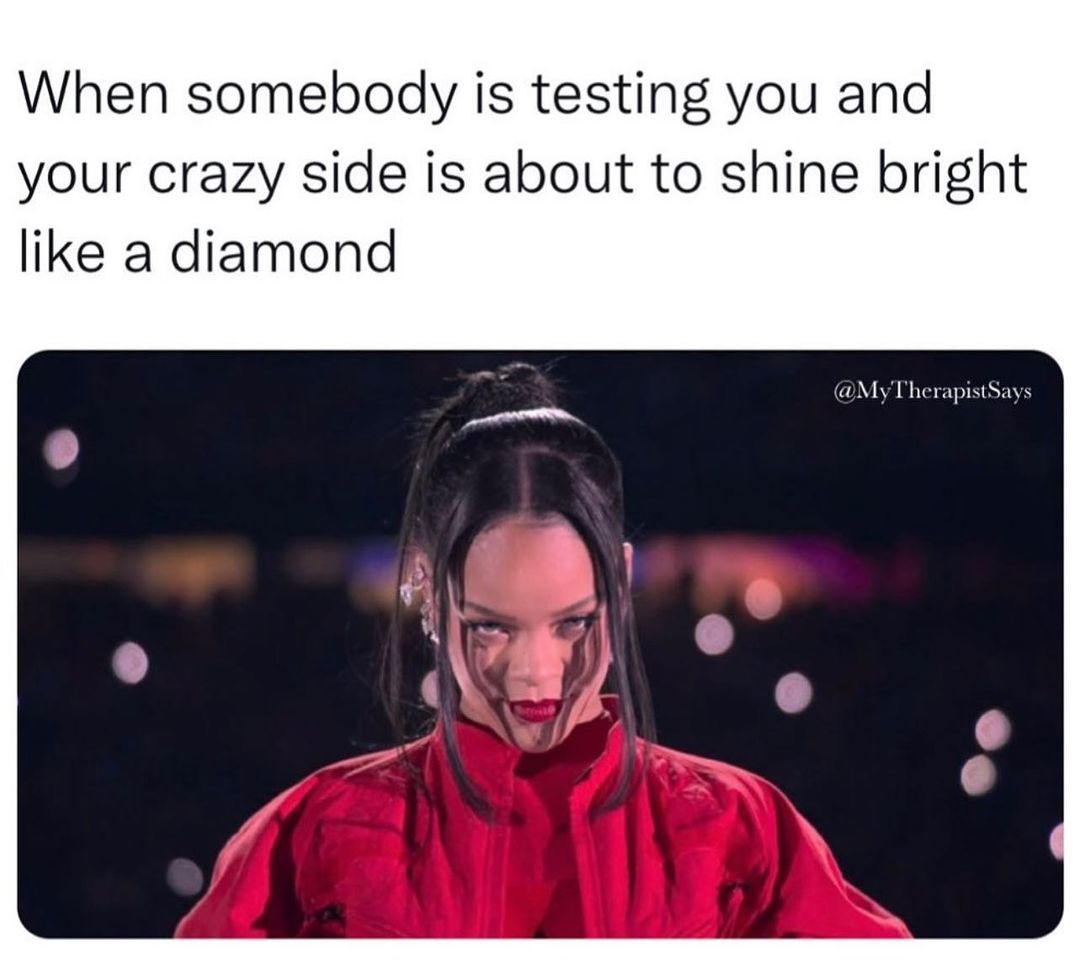 When somebody is testing you and
your crazy side is about to shine bright
like a diamond
@MyTherapistSays